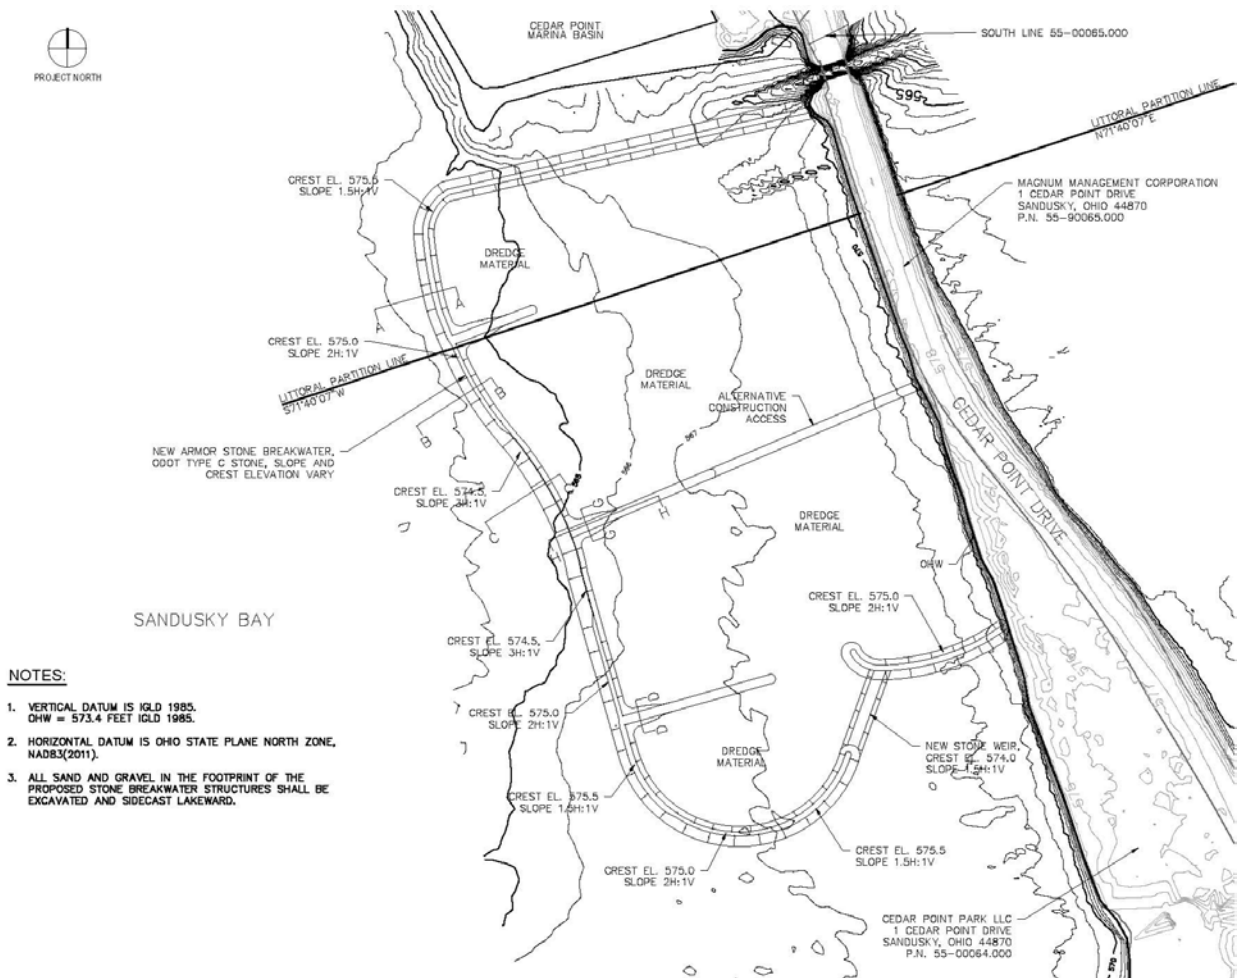 PROJECT NORTH
CEDAR POINT
MARINA BASIN
SOUTH LINE 55-00065.000
565
LITTORAL PARTITION LINE
N71°40'07"E
CREST EL. 575.5
SLOPE 1.5H:1V
MAGNUM MANAGEMENT CORPORATION
1 CEDAR POINT DRIVE
SANDUSKY, OHIO 44870
P.N. 55-90065.000
DREDGE
MATERIAL
570
A
A
CREST EL. 575.0
SLOPE 2H:1V
578
575
LITTORAL PARTITION LINE
S71°40'07"W
DREDGE
MATERIAL
B
B
ALTERNATIVE
CONSTRUCTION
ACCESS
CEDAR POINT DRIVE
567
NEW ARMOR STONE BREAKWATER,
ODOT TYPE C STONE, SLOPE AND
CREST ELEVATION VARY
566
565
CREST EL. 574.5,
SLOPE 3H:1V
C
G
G
H
DREDGE
MATERIAL
OHW
CREST EL. 575.0
SLOPE 2H:1V
SANDUSKY BAY
CREST EL. 574.5,
SLOPE 3H:1V
NOTES:
1. VERTICAL DATUM IS IGLD 1985.
OHW = 573.4 FEET IGLD 1985.
2. HORIZONTAL DATUM IS OHIO STATE PLANE NORTH ZONE,
NAD83(2011).
3. ALL SAND AND GRAVEL IN THE FOOTPRINT OF THE
PROPOSED STONE BREAKWATER STRUCTURES SHALL BE
EXCAVATED AND SIDECAST LAKEWARD.
CREST EL. 575.0
SLOPE 2H:1V
D
D
DREDGE
MATERIAL
NEW STONE WEIR,
CREST EL. 574.0
SLOPE 1.5H:1V
CREST EL. 575.5
SLOPE 1.5H:1V
CREST EL. 575.5
SLOPE 1.5H:1V
CREST EL. 575.0
SLOPE 2H:1V
CEDAR POINT PARK LLC
1 CEDAR POINT DRIVE
SANDUSKY, OHIO 44870
P.N. 55-00064.000
570